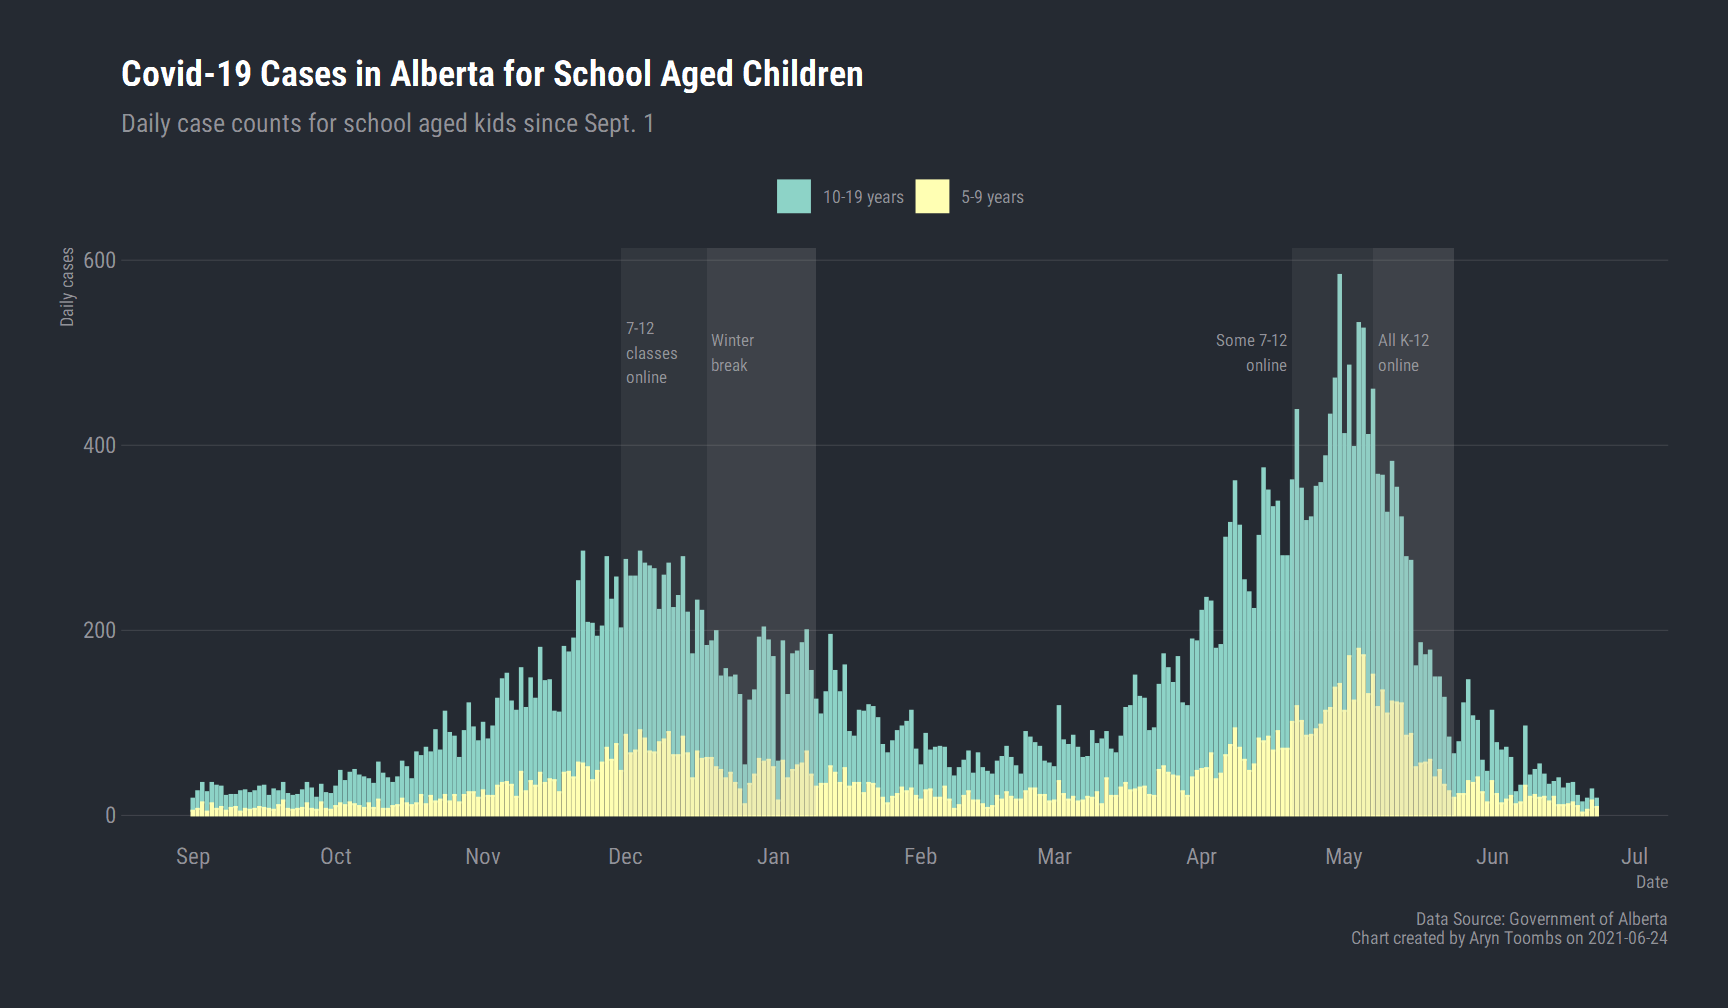 Covid-19 Cases in Alberta for School Aged Children
Daily case counts for school aged kids since Sept. 1
10-19 years
5-9 years
Daily cases
600
400
200
0
7-12
classes
online
Winter
break
Some 7-12
online
All K-12
online
Sep
Oct
Nov
Dec
Jan
Feb
Mar
Apr
May
Jun
Jul
Date
Data Source: Government of Alberta
Chart created by Aryn Toombs on 2021-06-24